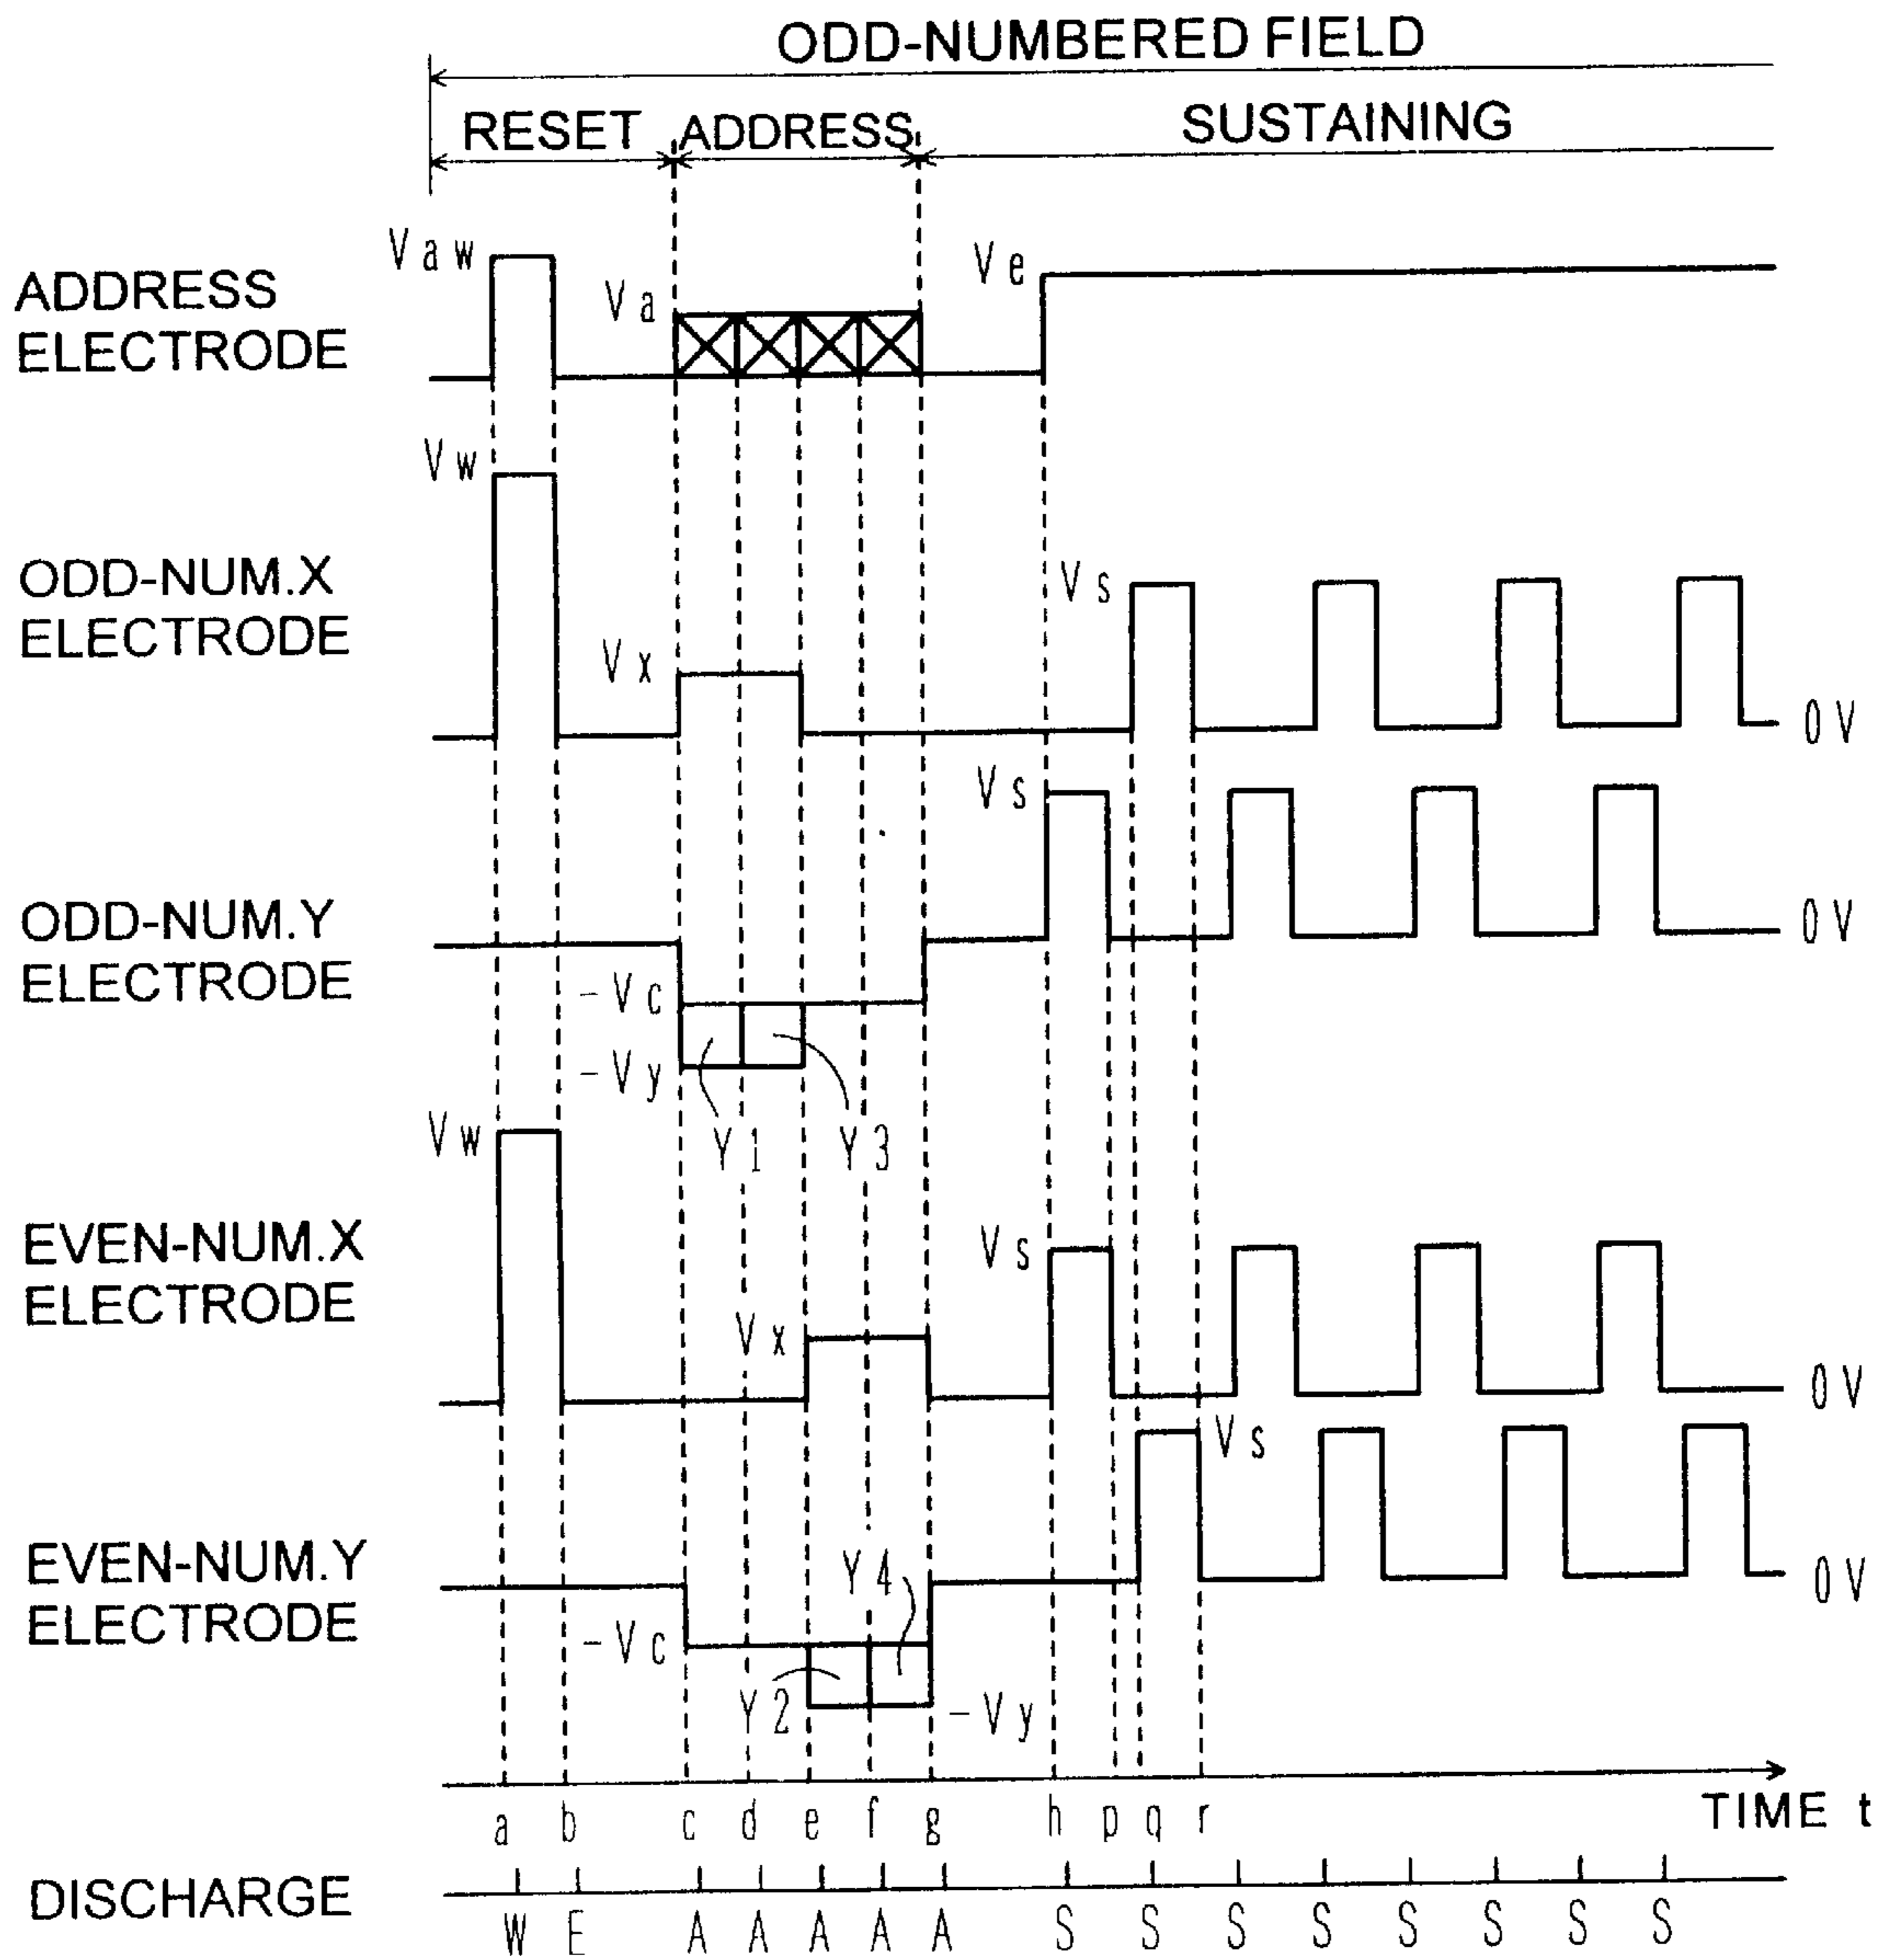 ODD-NUMBERED FIELD
RESET ADDRESS SUSTAINING
Vaw
Va
Ve
ADDRESS
ELECTRODE
Vw
Vx
Vs
ODD-NUM.X
ELECTRODE
0V
Vs
ODD-NUM.Y
ELECTRODE
0V
-Vc
-Vy
Y1 Y3
Vw
Vs
EVEN-NUM.X
ELECTRODE
Vx
0V
Vs
EVEN-NUM.Y
ELECTRODE
Y4
0V
-Vc
Y2
-Vy
a b c d e f g h p q r
TIME t
DISCHARGE
W E A A A A A S S S S S S S S